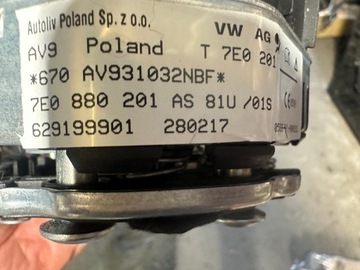 Autoliv Poland Sp. z o.o. VW AG
AV9 Poland T 7E0 201
*670 AV931032NBF*
7E0 880 201 AS 81U /01S
629199901 280217